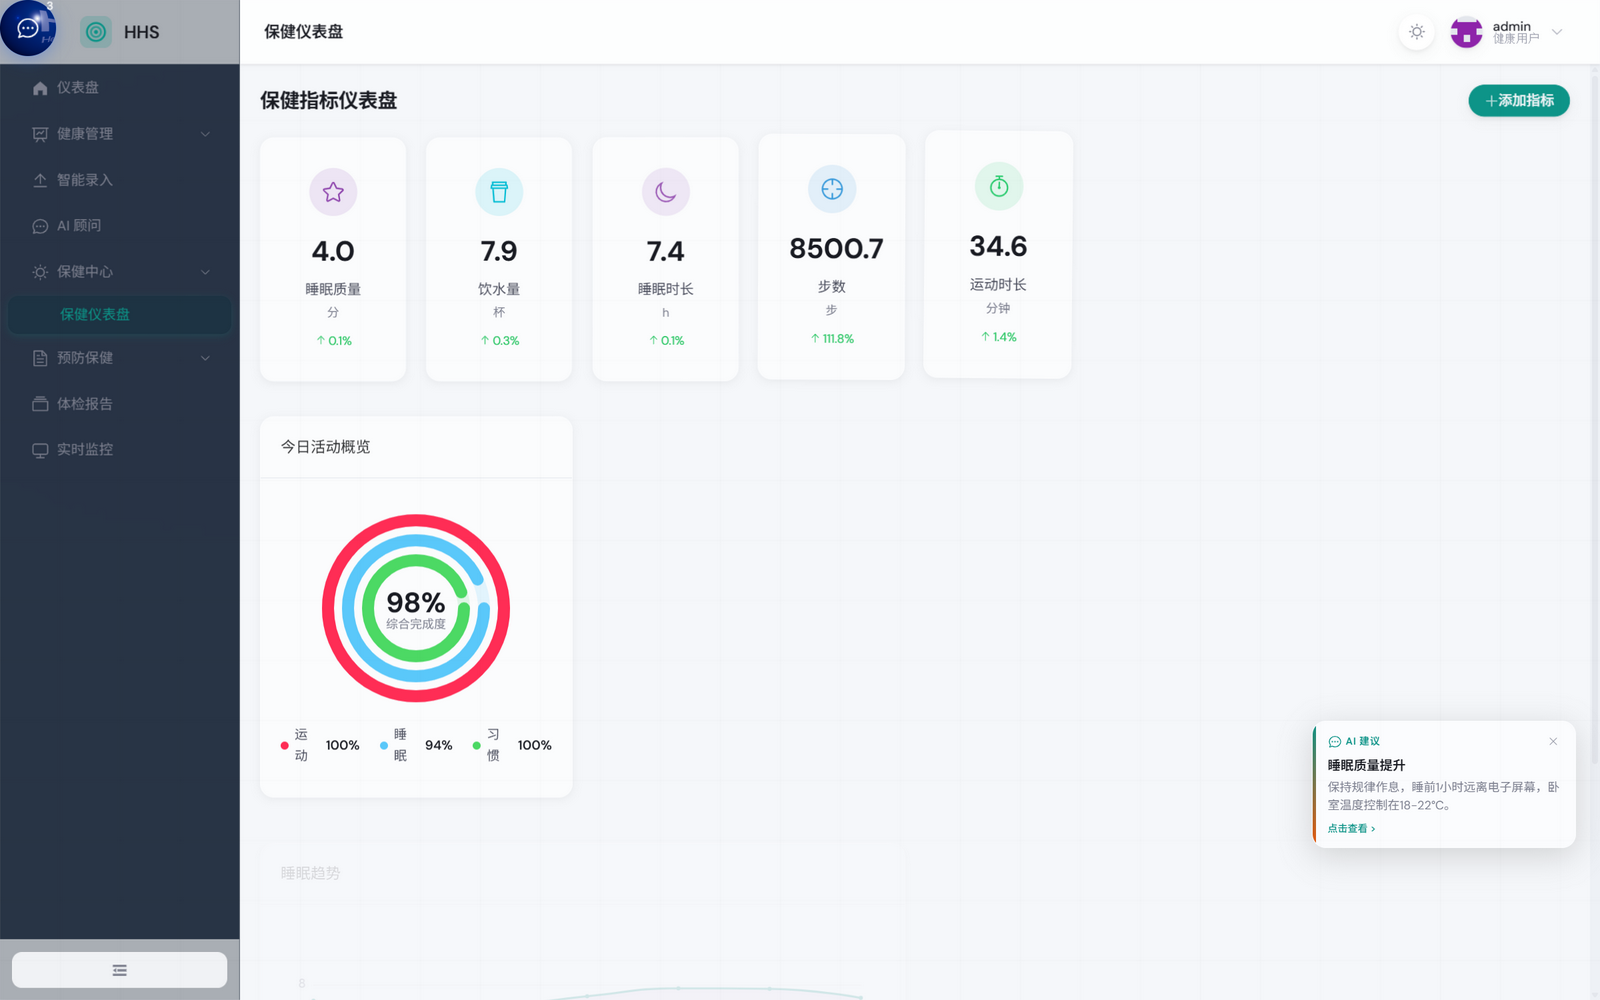 3
HHS
保健仪表盘
admin
健康用户
仪表盘
健康管理
智能录入
AI 顾问
保健中心
保健仪表盘
预防保健
体检报告
实时监控
保健指标仪表盘
+添加指标
4.0
睡眠质量
分
↑ 0.1%
7.9
饮水量
杯
↑ 0.3%
7.4
睡眠时长
h
↑ 0.1%
8500.7
步数
步
↑ 111.8%
34.6
运动时长
分钟
↑ 1.4%
今日活动概览
98%
综合完成度
运动 100%
睡眠 94%
习惯 100%
AI 建议
睡眠质量提升
保持规律作息，睡前1小时远离电子屏幕，卧
室温度控制在18-22°C。
点击查看 ›
睡眠趋势
8